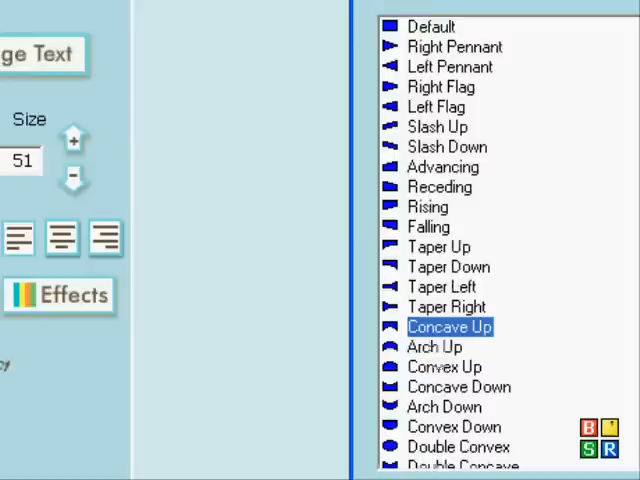 ge Text
Size
51
Effects
Default
Right Pennant
Left Pennant
Right Flag
Left Flag
Slash Up
Slash Down
Advancing
Receding
Rising
Falling
Taper Up
Taper Down
Taper Left
Taper Right
Concave Up
Arch Up
Convex Up
Concave Down
Arch Down
Convex Down
Double Convex
Double Concave
B
S R